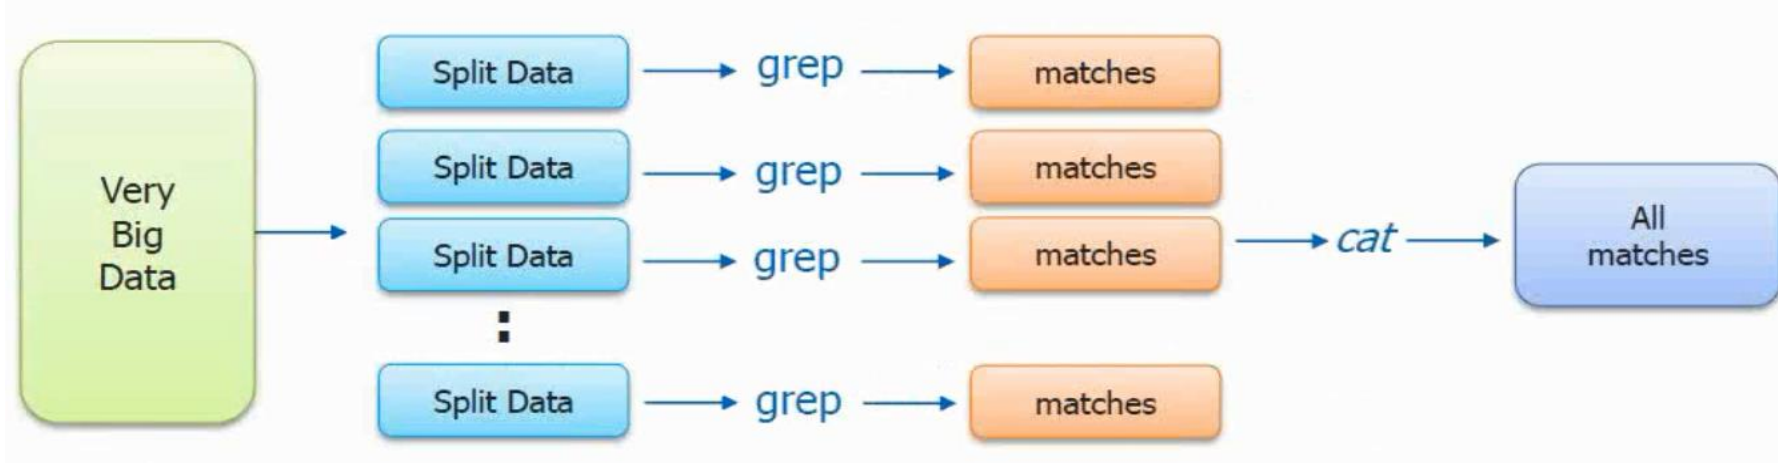 Very
Big
Data
Split Data
grep
matches
Split Data
grep
matches
Split Data
grep
matches
:
Split Data
grep
matches
cat
All
matches